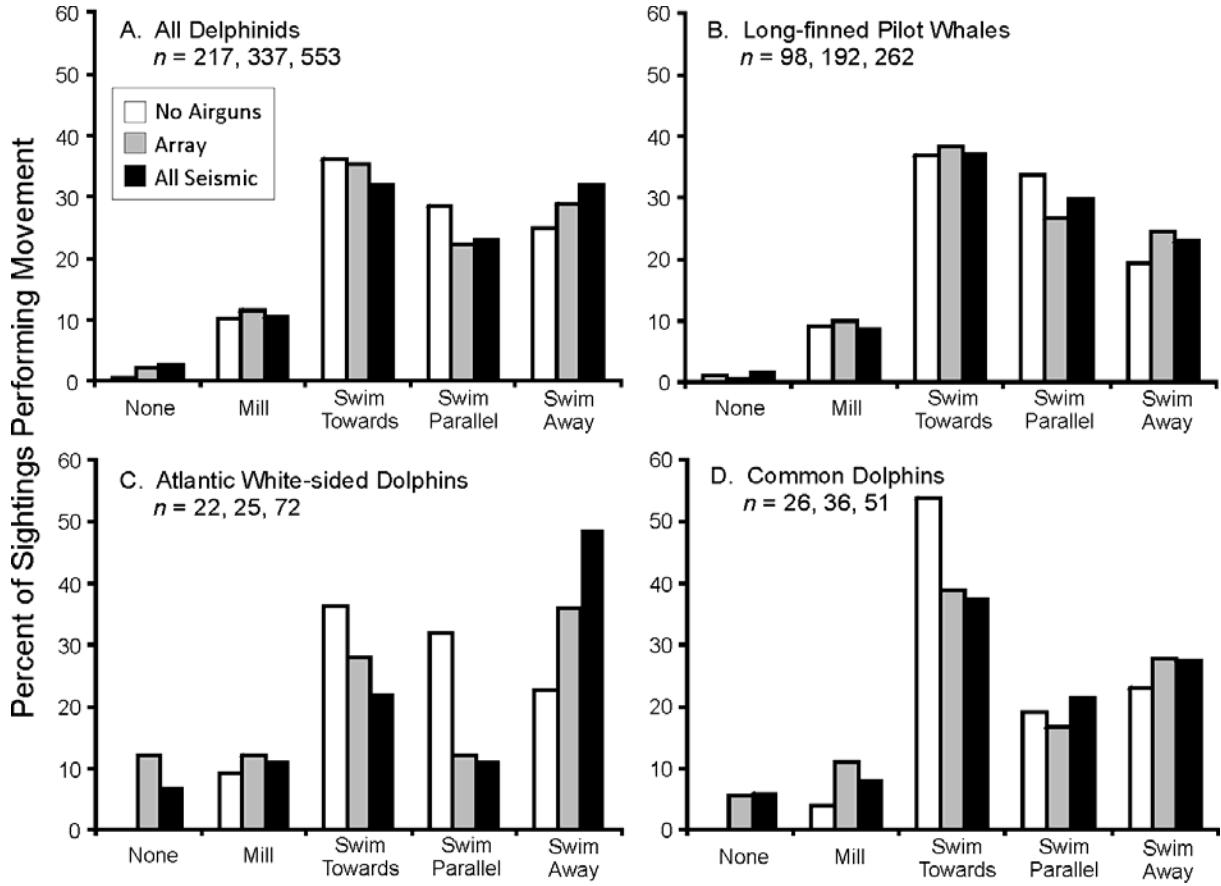 Percent of Sightings Performing Movement
A. All Delphinids
n = 217, 337, 553
No Airguns
Array
All Seismic
60
50
40
30
20
10
0
None
Mill
Swim
Towards
Swim
Parallel
Swim
Away
B. Long-finned Pilot Whales
n = 98, 192, 262
60
50
40
30
20
10
0
None
Mill
Swim
Towards
Swim
Parallel
Swim
Away
C. Atlantic White-sided Dolphins
n = 22, 25, 72
60
50
40
30
20
10
0
None
Mill
Swim
Towards
Swim
Parallel
Swim
Away
D. Common Dolphins
n = 26, 36, 51
60
50
40
30
20
10
0
None
Mill
Swim
Towards
Swim
Parallel
Swim
Away